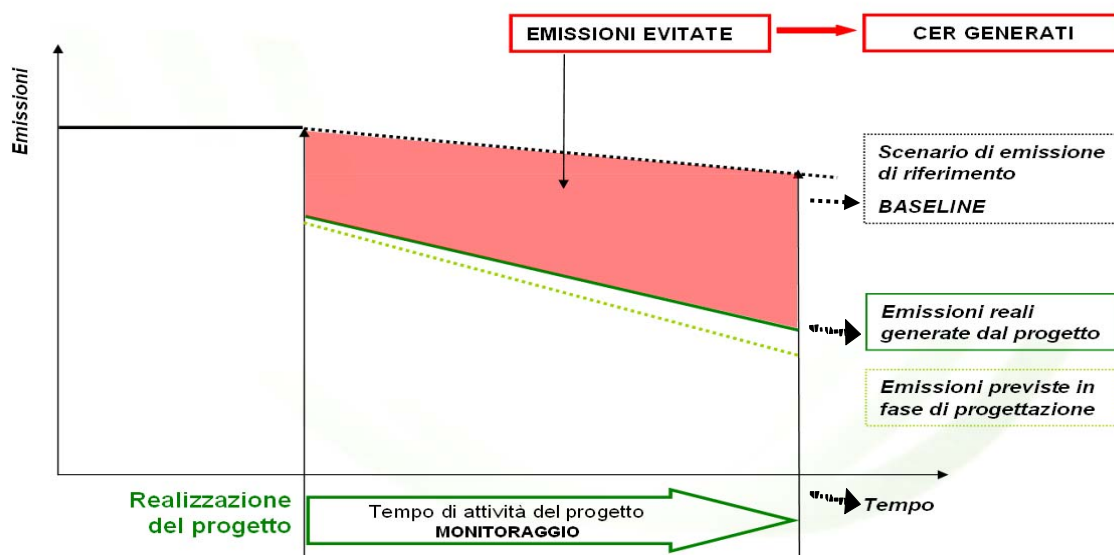 EMISSIONI EVITATE
CER GENERATI
Emissioni
Scenario di emissione
di riferimento
BASELINE
Emissioni reali
generate dal progetto
Emissioni previste in
fase di progettazione
Realizzazione
del progetto
Tempo di attività del progetto
MONITORAGGIO
Tempo